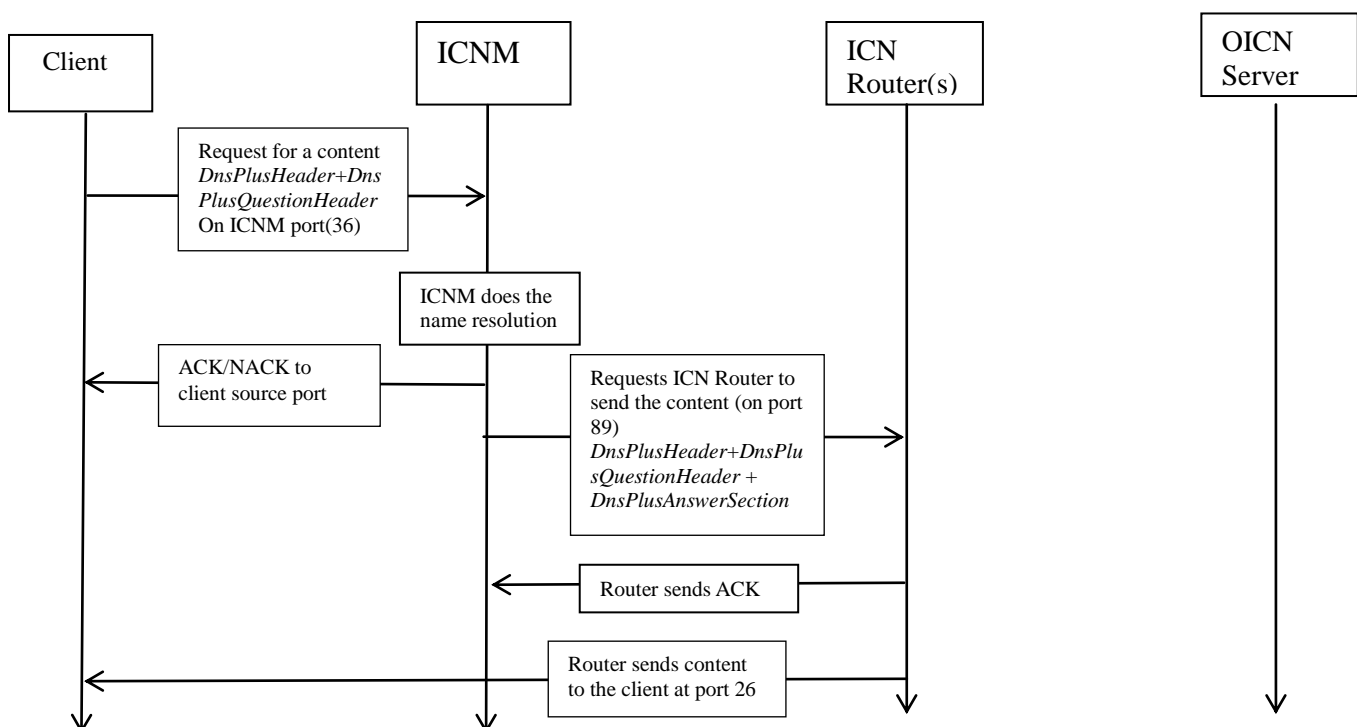 Client
ICNM
ICN
Router(s)
OICN
Server
Request for a content
DnsPlusHeader+Dns
PlusQuestionHeader
On ICNM port(36)
ICNM does the
name resolution
ACK/NACK to
client source port
Requests ICN Router to
send the content (on port
89)
DnsPlusHeader+DnsPlu
sQuestionHeader +
DnsPlusAnswerSection
Router sends ACK
Router sends content
to the client at port 26